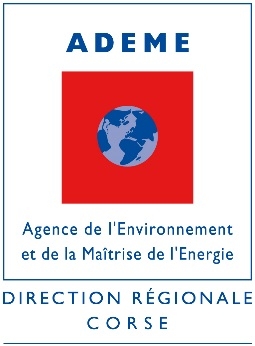 ADEME
Agence de l'Environnement
et de la Maîtrise de l'Energie
DIRECTION RÉGIONALE
CORSE